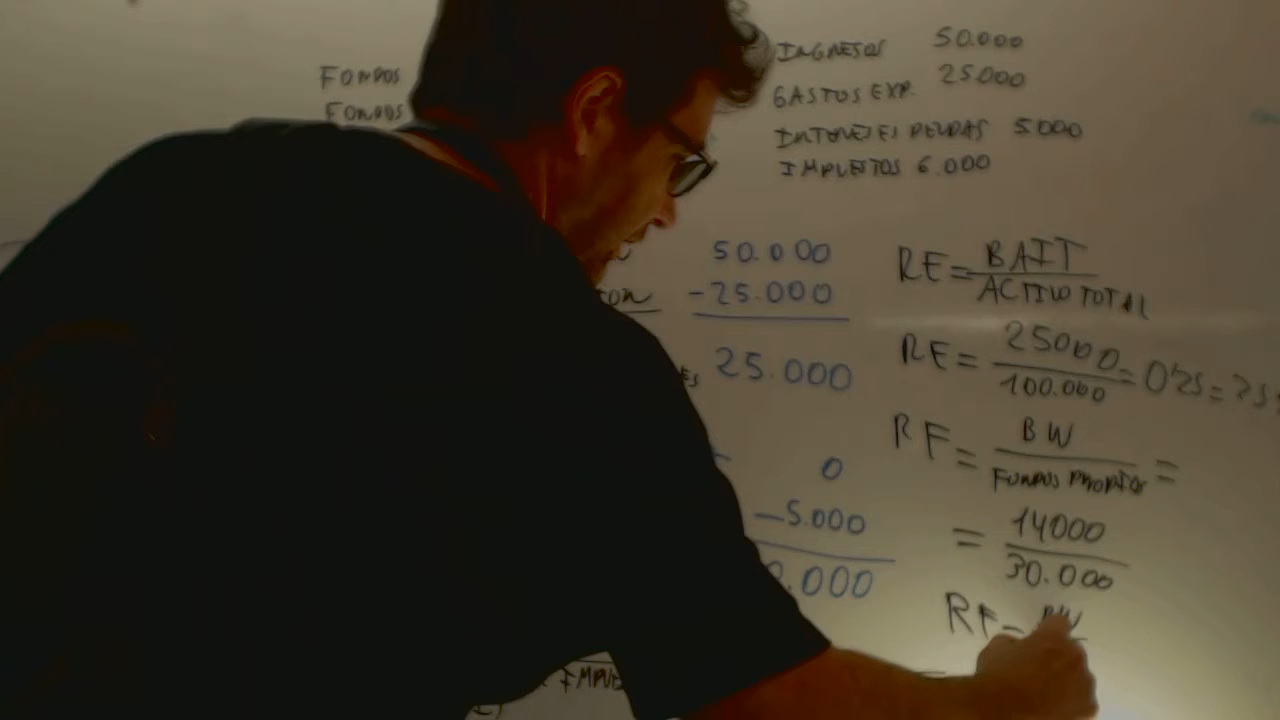 FONDOS
FONDOS
INGRESOS 50.000
GASTOS EXP. 25.000
INTERESES DEUDAS 5.000
IMPUESTOS 6.000
50.000
-25.000
25.000
0
-5.000
.000
RE = BAIT
ACTIVO TOTAL
RE = 25000 = 0'25 = 25
100.000
RF = BN =
FONDOS PROPIOS
= 14000
30.000
RF = BN